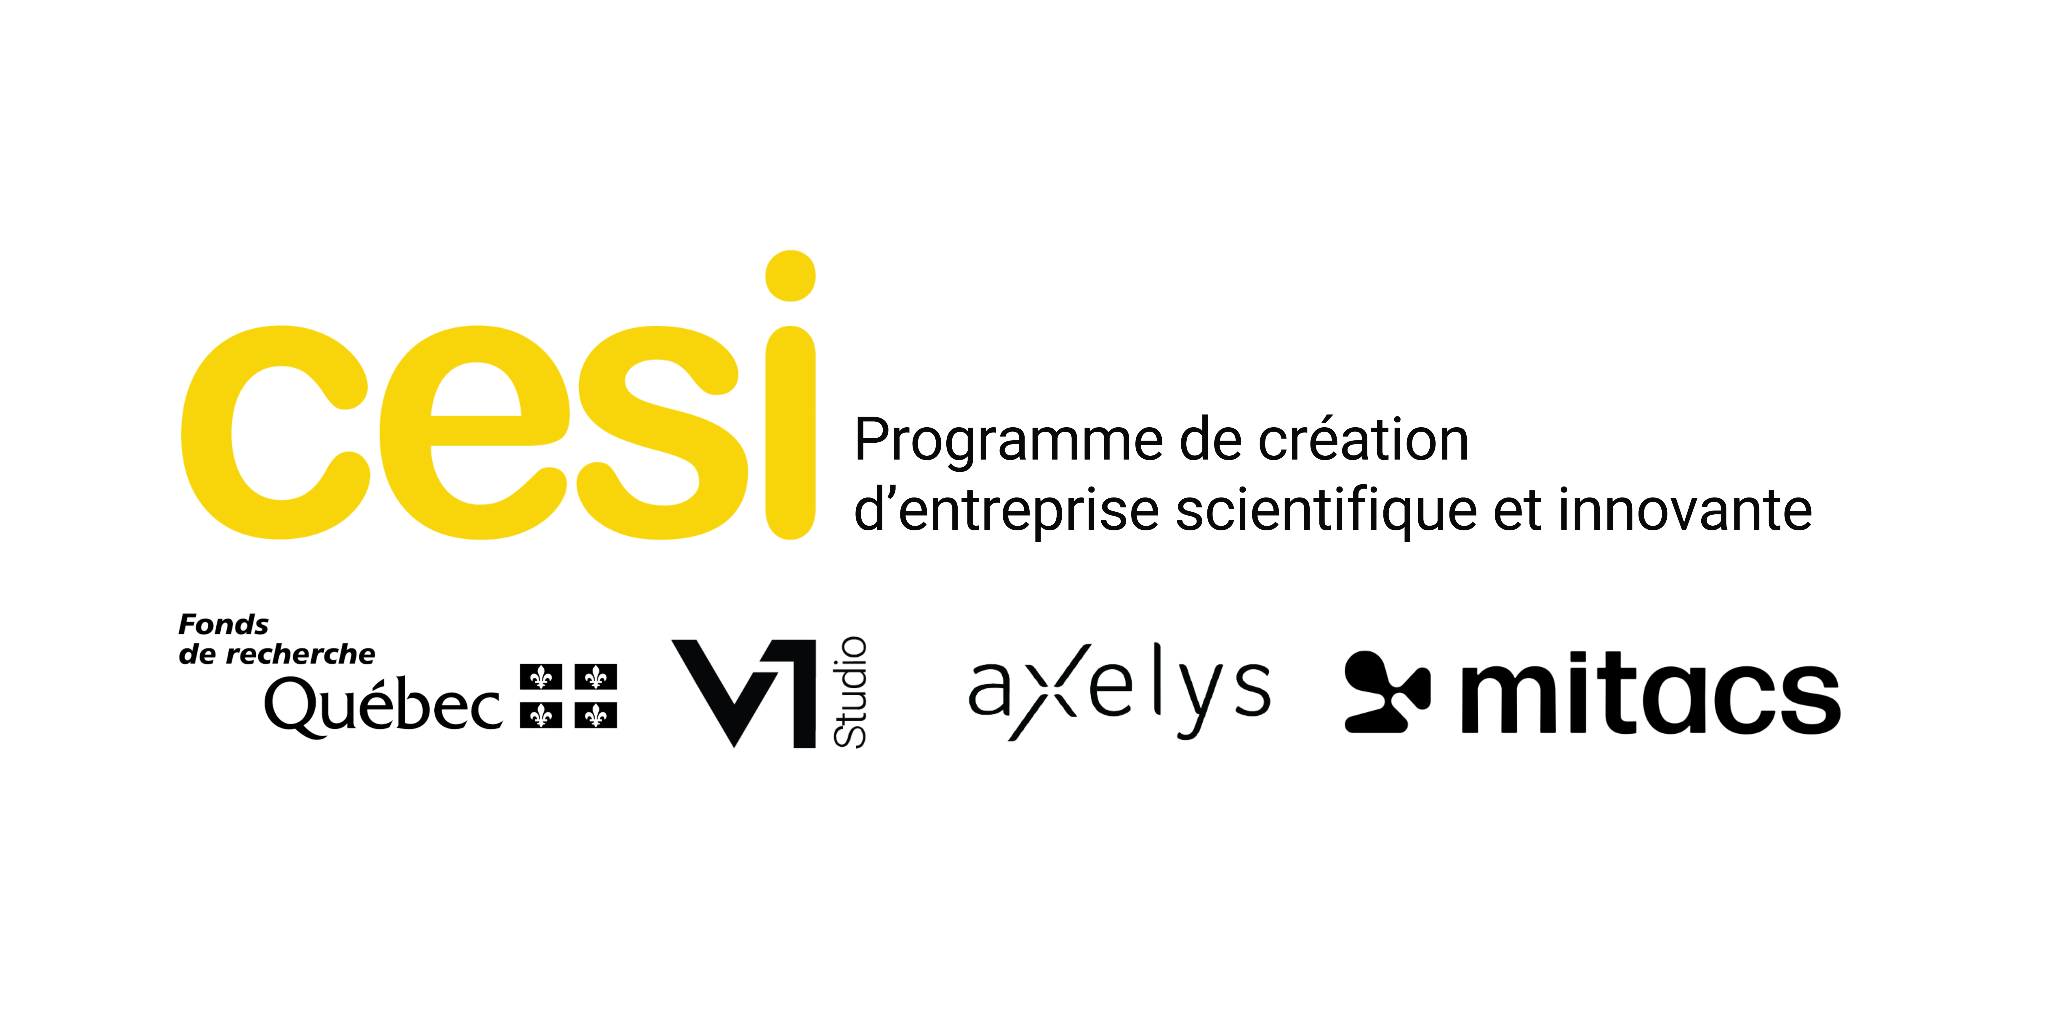 cesi
Programme de création
d’entreprise scientifique et innovante
Fonds
de recherche
Québec
V1 Studio
axelys
mitacs